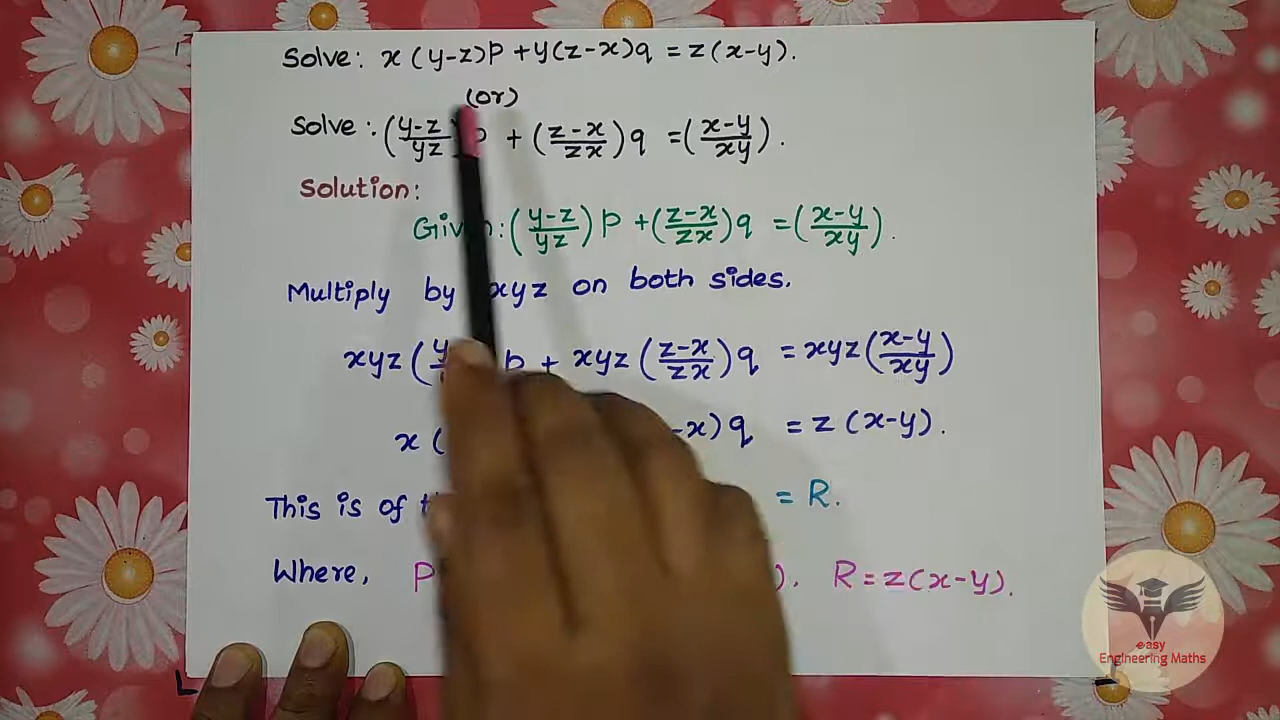 Solve: x(y-z)p + y(z-x)q = z(x-y).
(or)
Solve: (y-z/yz)p + (z-x/zx)q = (x-y/xy).
Solution:
Given: (y-z/yz)p + (z-x/zx)q = (x-y/xy).
Multiply by xyz on both sides.
xyz( p + xyz(z-x/zx)q = xyz(x-y/xy)
x( -x)q = z(x-y).
This is of = R.
Where, P ). R = z(x-y).
easy
Engineering Maths